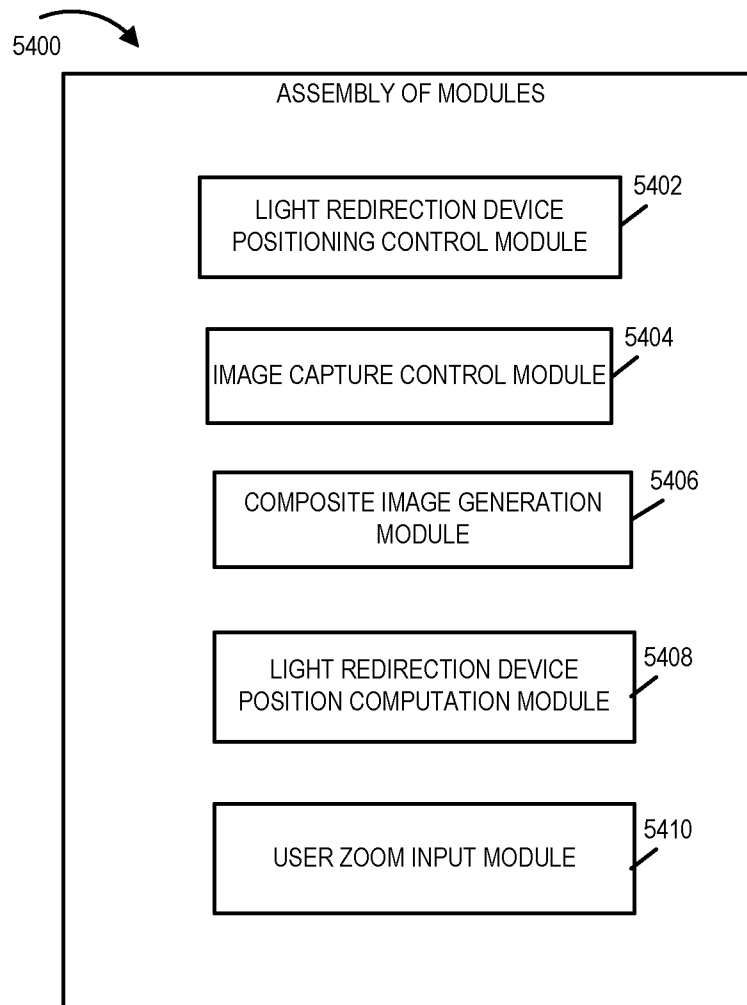 5400
ASSEMBLY OF MODULES
5402
LIGHT REDIRECTION DEVICE
POSITIONING CONTROL MODULE
5404
IMAGE CAPTURE CONTROL MODULE
5406
COMPOSITE IMAGE GENERATION
MODULE
5408
LIGHT REDIRECTION DEVICE
POSITION COMPUTATION MODULE
5410
USER ZOOM INPUT MODULE